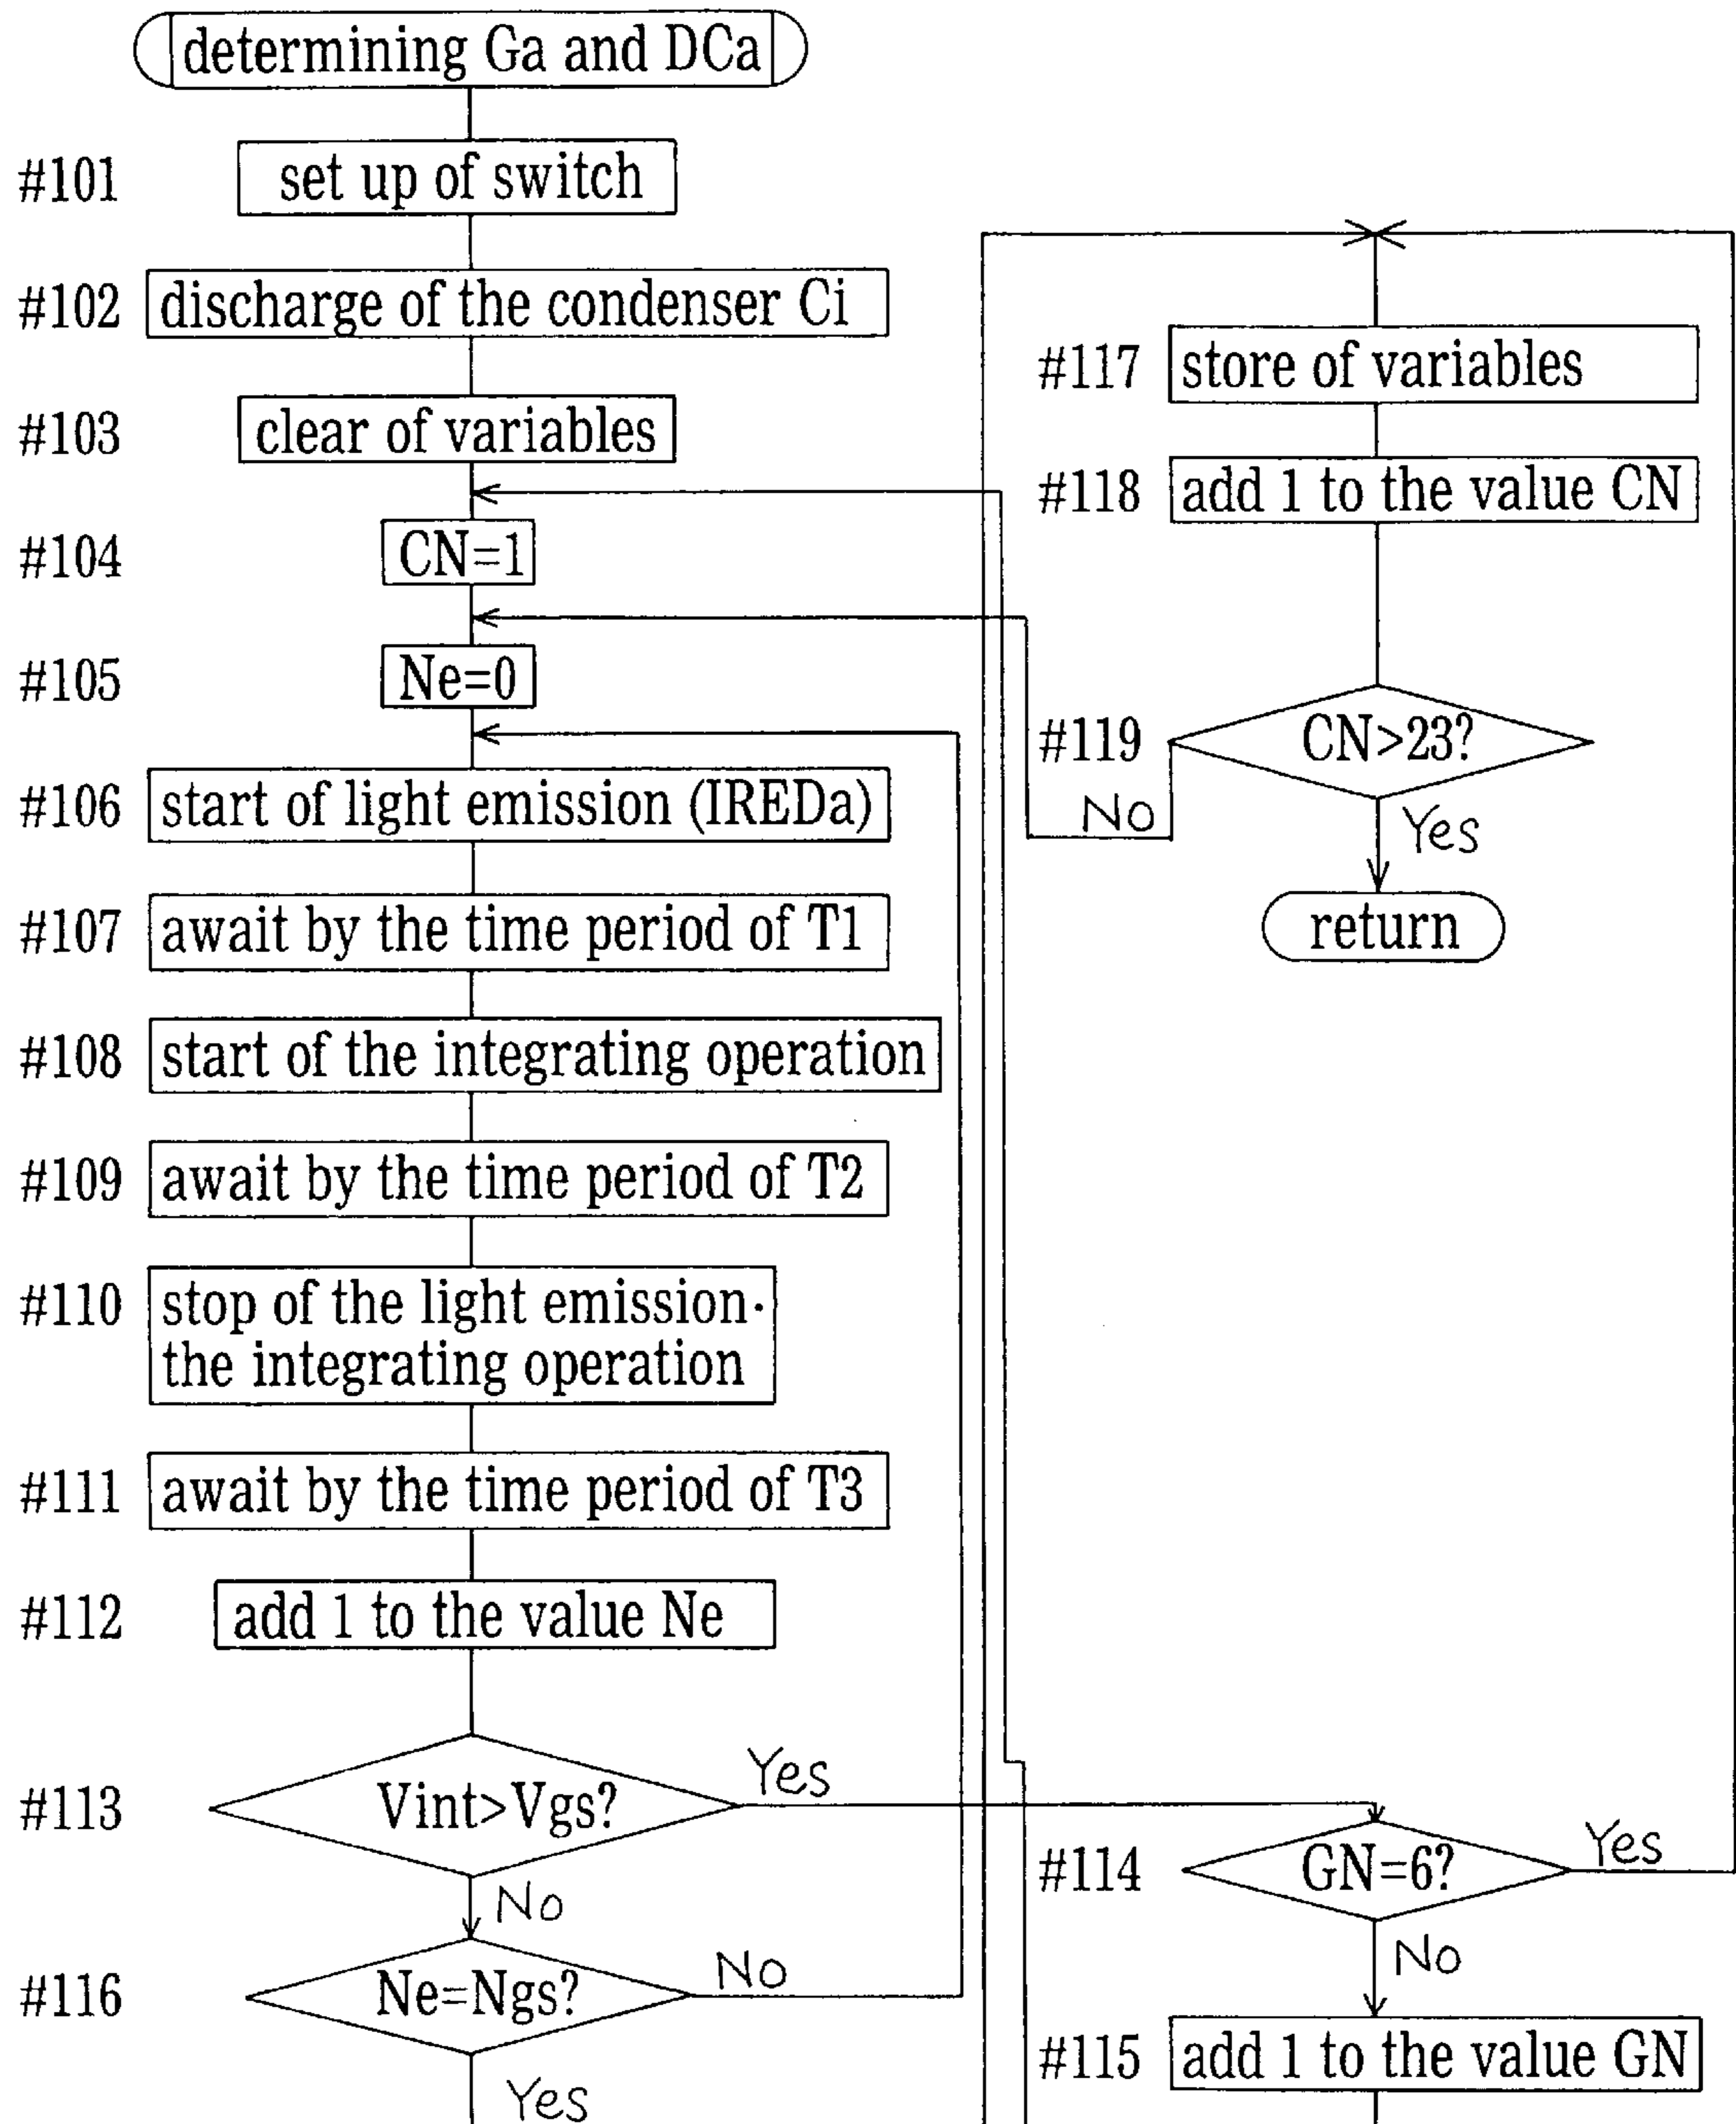 determining Ga and DCa
#101 set up of switch
#102 discharge of the condenser Ci
#103 clear of variables
#104 CN=1
#105 Ne=0
#106 start of light emission (IREDa)
#107 await by the time period of T1
#108 start of the integrating operation
#109 await by the time period of T2
#110 stop of the light emission·
the integrating operation
#111 await by the time period of T3
#112 add 1 to the value Ne
#113 Vint>Vgs?
Yes
No
#116 Ne=Ngs?
No
Yes
#114 GN=6?
Yes
No
#115 add 1 to the value GN
#117 store of variables
#118 add 1 to the value CN
#119 CN>23?
No
Yes
return